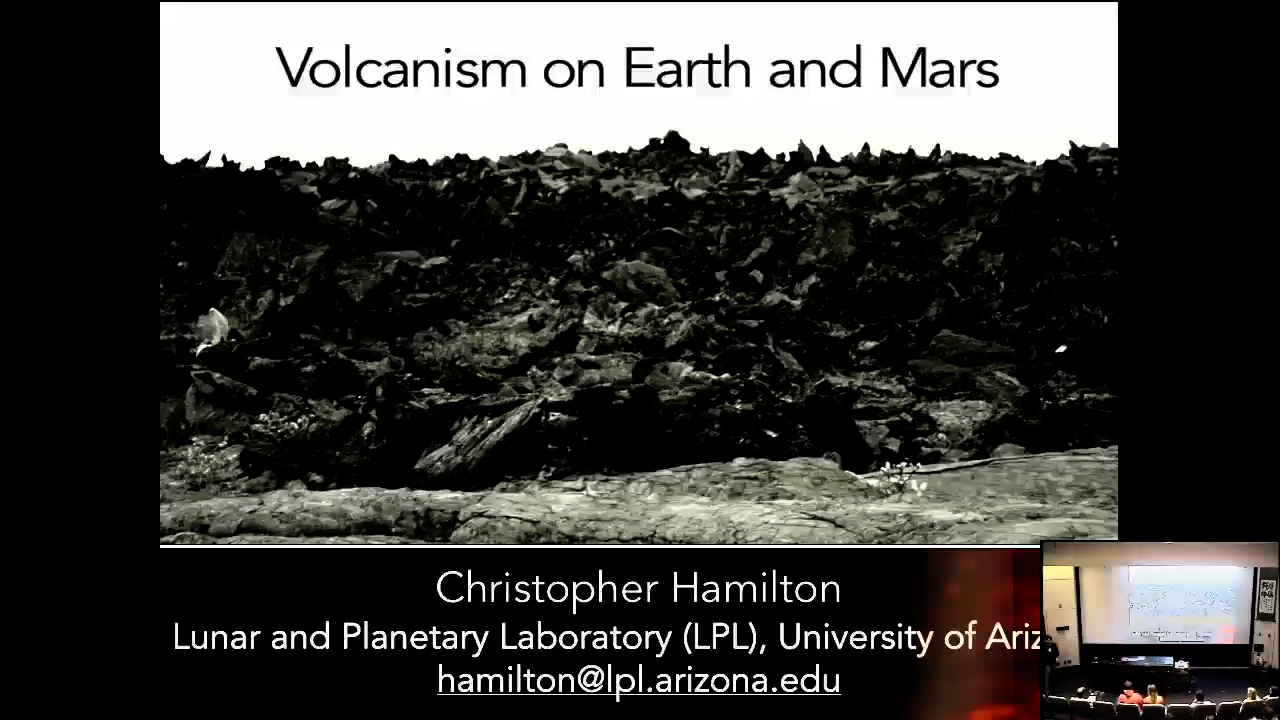 Volcanism on Earth and Mars
Christopher Hamilton
Lunar and Planetary Laboratory (LPL), University of Ariz
hamilton@lpl.arizona.edu